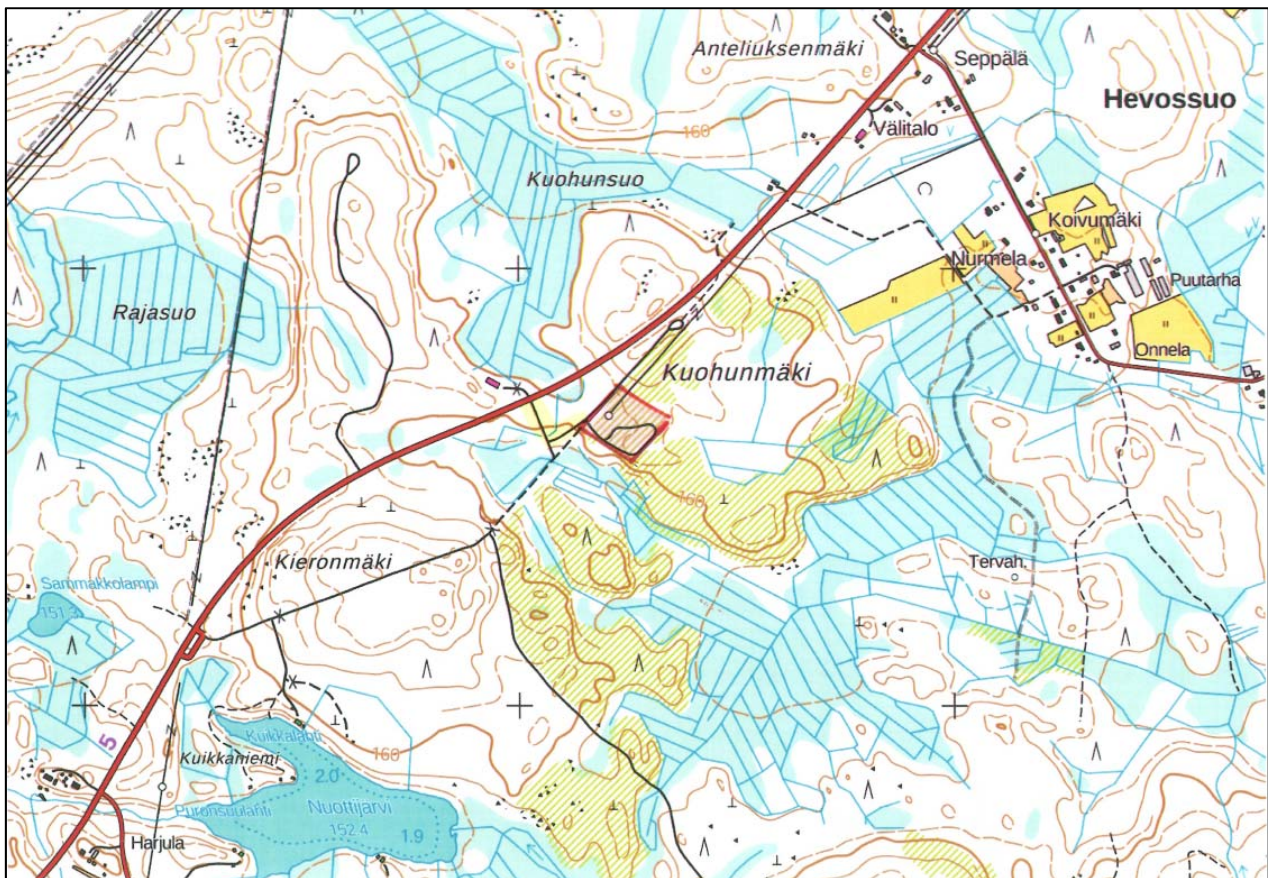 Anteliuksenmäki
Seppälä
Hevossuo
160
Välitalo
Kuohunsuo
Koivumäki
Nurmela
Puutarha
Rajasuo
Onnela
Kuohunmäki
160
Kieronmäki
Tervah.
Sammakkolampi
151.3
5
Kuikkalahti
160
Kuikkaniemi
2.0
Puronsuulahti
Nuottijärvi
152.4
1.9
Harjula